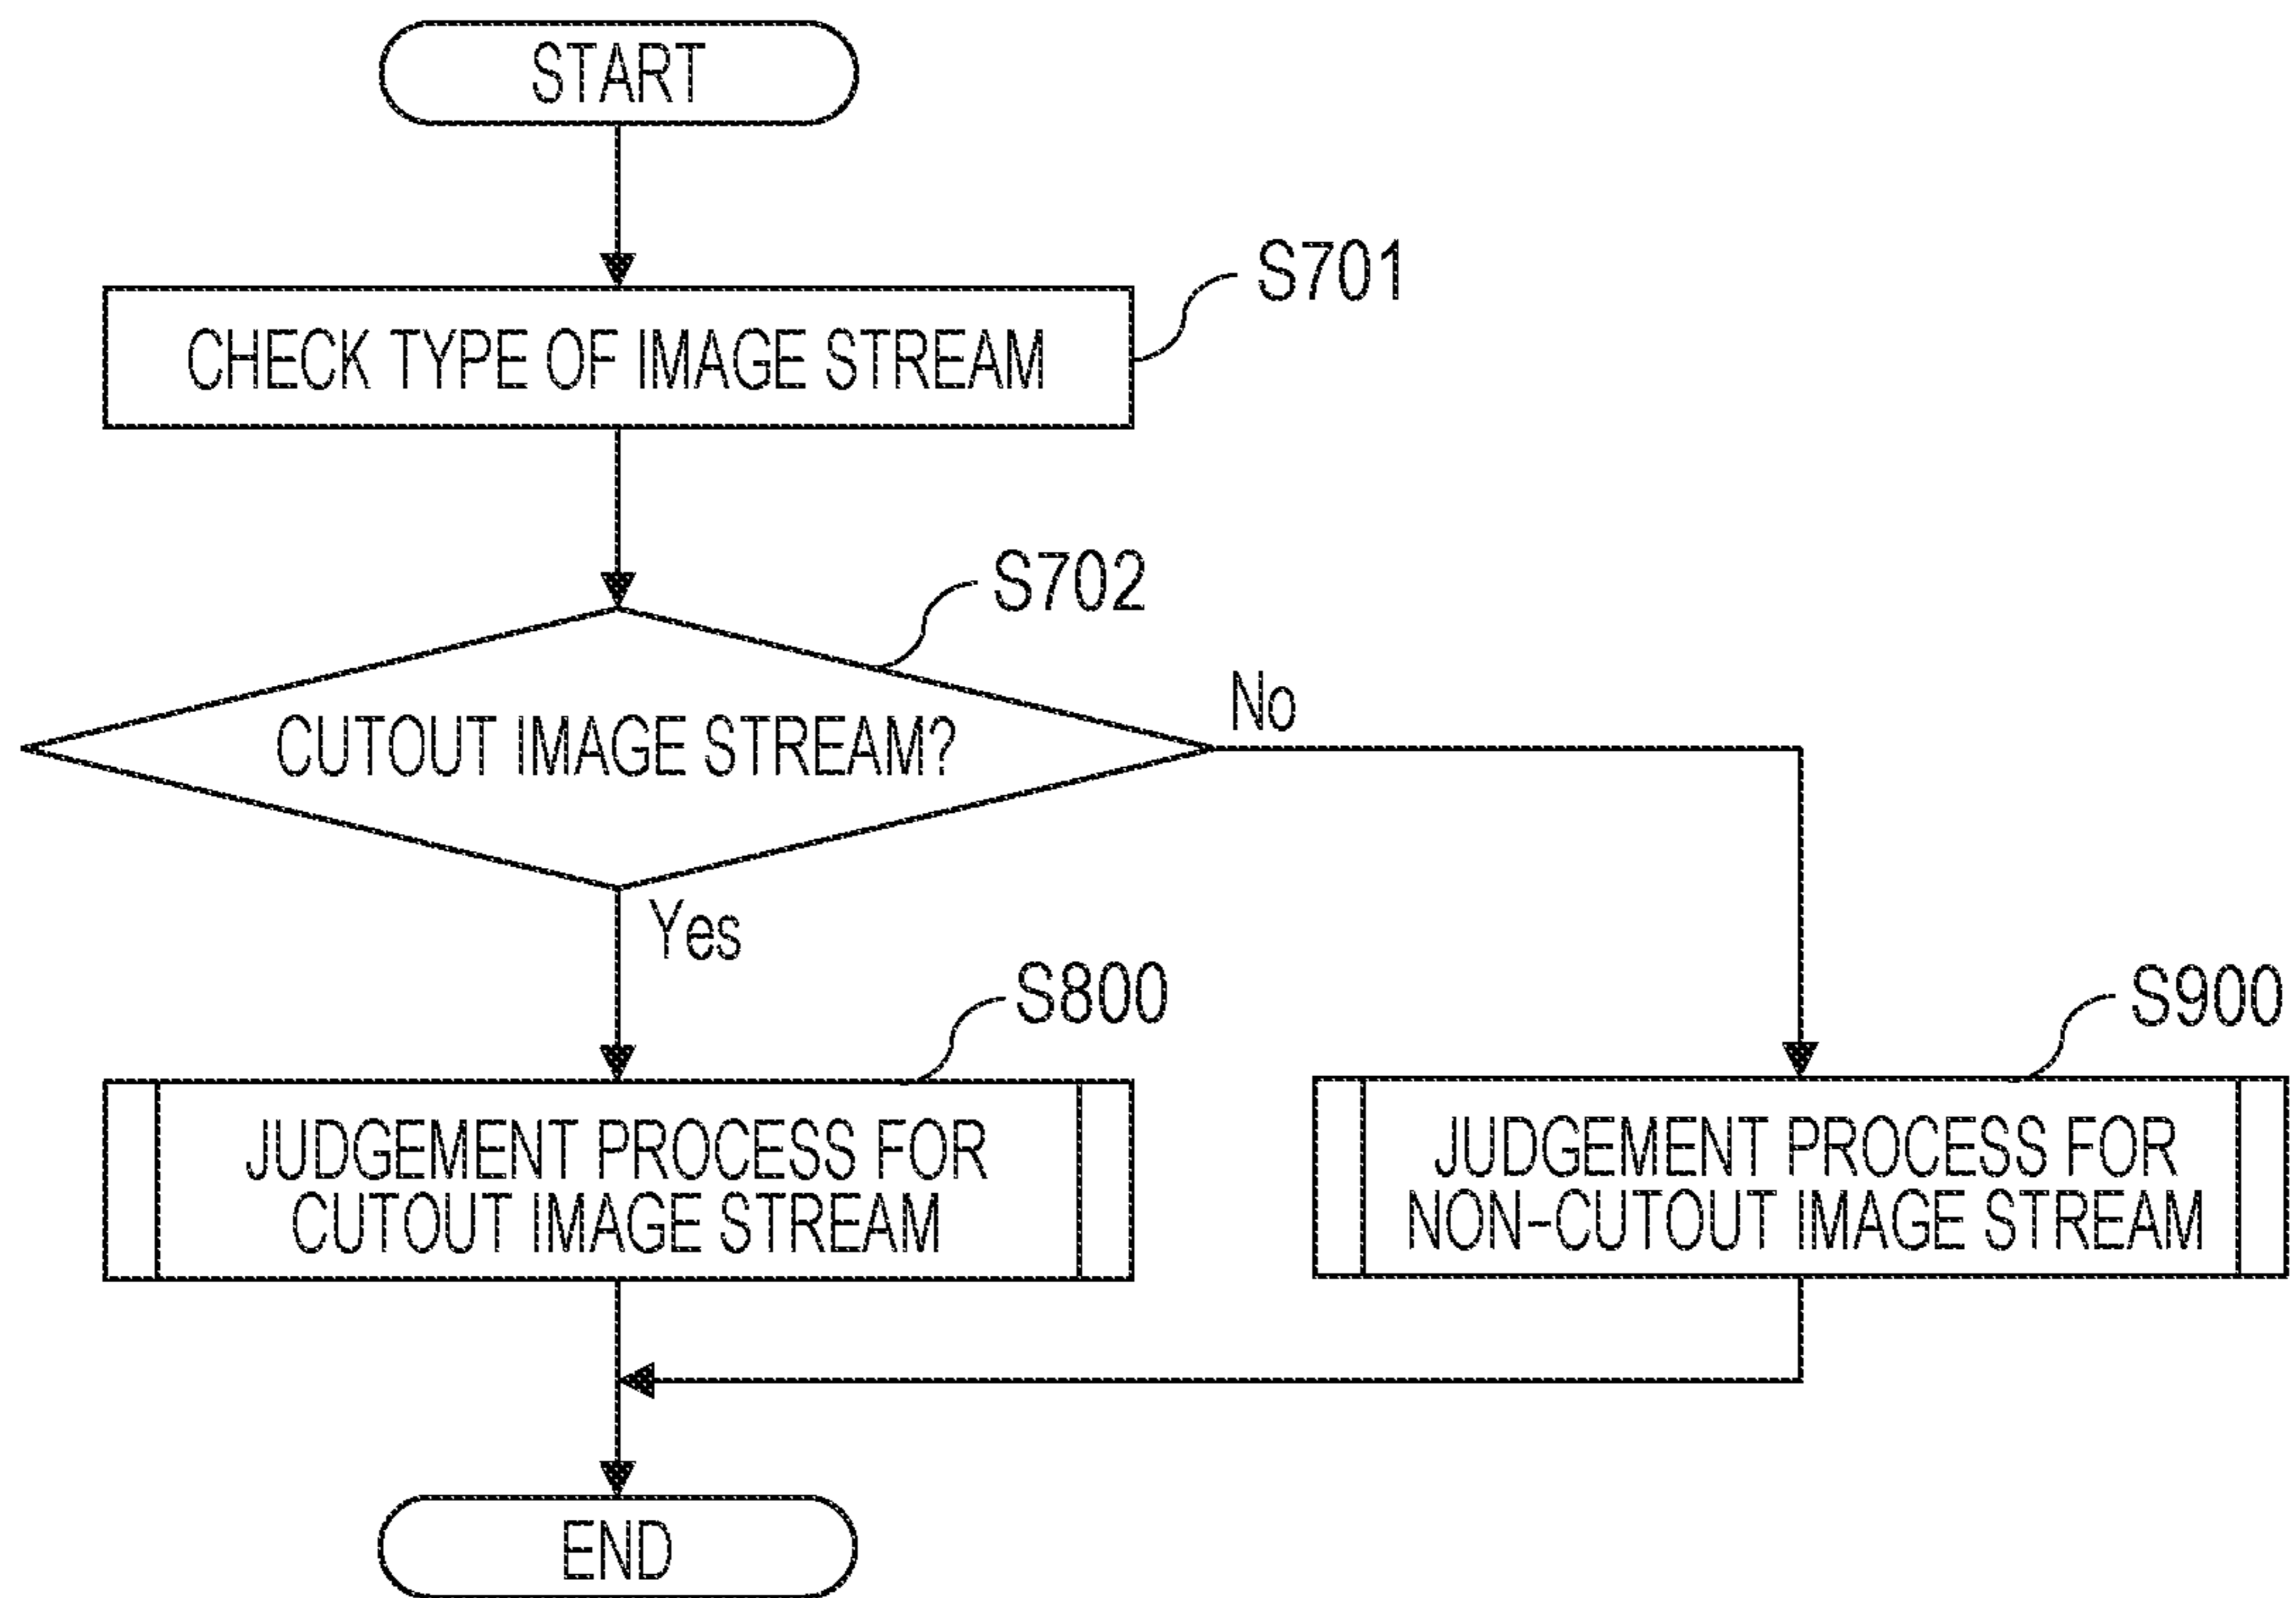 START
S701
CHECK TYPE OF IMAGE STREAM
S702
CUTOUT IMAGE STREAM?
No
Yes
S800
S900
JUDGEMENT PROCESS FOR
CUTOUT IMAGE STREAM
JUDGEMENT PROCESS FOR
NON-CUTOUT IMAGE STREAM
END